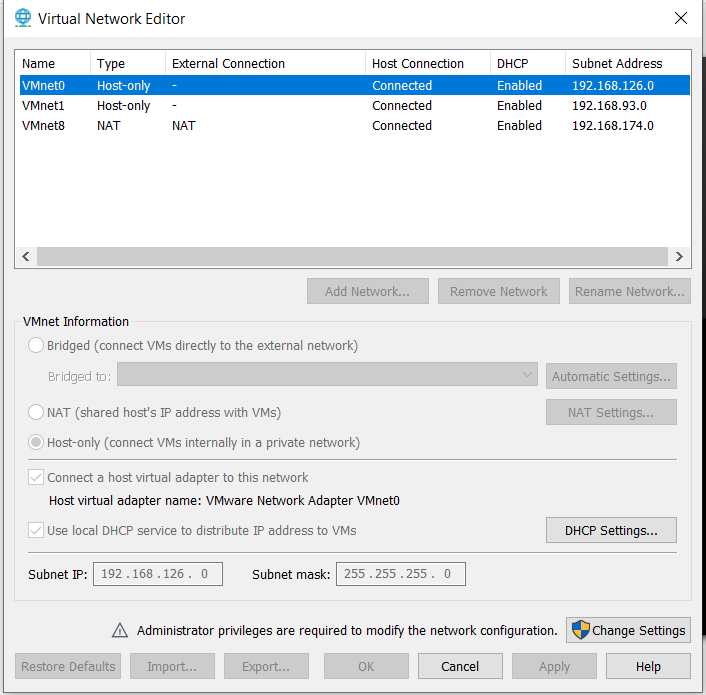 Virtual Network Editor
Name Type External Connection Host Connection DHCP Subnet Address
VMnet0 Host-only - Connected Enabled 192.168.126.0
VMnet1 Host-only - Connected Enabled 192.168.93.0
VMnet8 NAT NAT Connected Enabled 192.168.174.0
Add Network... Remove Network Rename Network...
VMnet Information
Bridged (connect VMs directly to the external network)
Bridged to: Automatic Settings...
NAT (shared host's IP address with VMs) NAT Settings...
Host-only (connect VMs internally in a private network)
Connect a host virtual adapter to this network
Host virtual adapter name: VMware Network Adapter VMnet0
Use local DHCP service to distribute IP address to VMs DHCP Settings...
Subnet IP: 192 . 168 . 126 . 0 Subnet mask: 255 . 255 . 255 . 0
Administrator privileges are required to modify the network configuration. Change Settings
Restore Defaults Import... Export... OK Cancel Apply Help